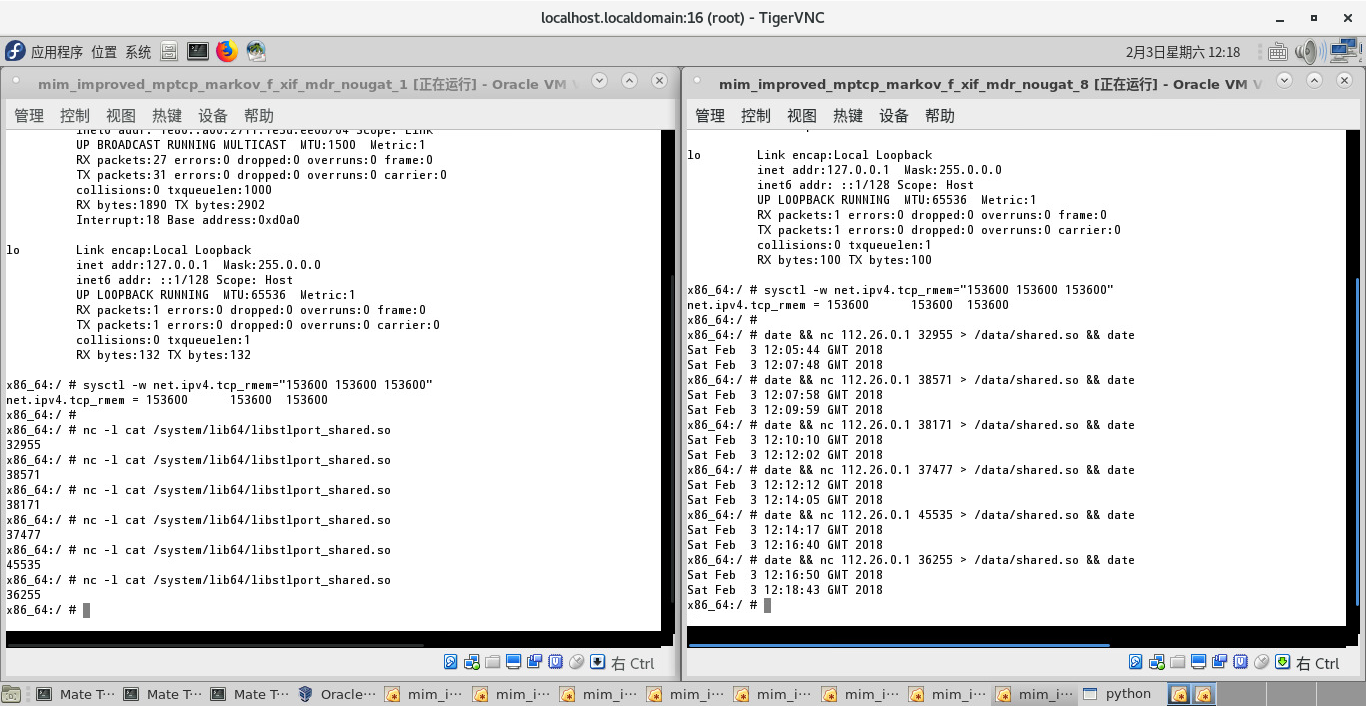 localhost.localdomain:16 (root) - TigerVNC
应用程序 位置 系统
2月3日星期六 12:18
mim_improved_mptcp_markov_f_xif_mdr_nougat_1 [正在运行] - Oracle VM
管理 控制 视图 热键 设备 帮助
UP BROADCAST RUNNING MULTICAST MTU:1500 Metric:1
RX packets:27 errors:0 dropped:0 overruns:0 frame:0
TX packets:31 errors:0 dropped:0 overruns:0 carrier:0
collisions:0 txqueuelen:1000
RX bytes:1890 TX bytes:2902
Interrupt:18 Base address:0xd0a0
lo Link encap:Local Loopback
inet addr:127.0.0.1 Mask:255.0.0.0
inet6 addr: ::1/128 Scope: Host
UP LOOPBACK RUNNING MTU:65536 Metric:1
RX packets:1 errors:0 dropped:0 overruns:0 frame:0
TX packets:1 errors:0 dropped:0 overruns:0 carrier:0
collisions:0 txqueuelen:1
RX bytes:132 TX bytes:132
x86_64:/ # sysctl -w net.ipv4.tcp_rmem="153600 153600 153600"
net.ipv4.tcp_rmem = 153600 153600 153600
x86_64:/ #
x86_64:/ # nc -l cat /system/lib64/libstlport_shared.so
32955
x86_64:/ # nc -l cat /system/lib64/libstlport_shared.so
38571
x86_64:/ # nc -l cat /system/lib64/libstlport_shared.so
38171
x86_64:/ # nc -l cat /system/lib64/libstlport_shared.so
37477
x86_64:/ # nc -l cat /system/lib64/libstlport_shared.so
45535
x86_64:/ # nc -l cat /system/lib64/libstlport_shared.so
36255
x86_64:/ #
右 Ctrl
mim_improved_mptcp_markov_f_xif_mdr_nougat_8 [正在运行] - Oracle VM V
管理 控制 视图 热键 设备 帮助
lo Link encap:Local Loopback
inet addr:127.0.0.1 Mask:255.0.0.0
inet6 addr: ::1/128 Scope: Host
UP LOOPBACK RUNNING MTU:65536 Metric:1
RX packets:1 errors:0 dropped:0 overruns:0 frame:0
TX packets:1 errors:0 dropped:0 overruns:0 carrier:0
collisions:0 txqueuelen:1
RX bytes:100 TX bytes:100
x86_64:/ # sysctl -w net.ipv4.tcp_rmem="153600 153600 153600"
net.ipv4.tcp_rmem = 153600 153600 153600
x86_64:/ #
x86_64:/ # date && nc 112.26.0.1 32955 > /data/shared.so && date
Sat Feb 3 12:05:44 GMT 2018
Sat Feb 3 12:07:48 GMT 2018
x86_64:/ # date && nc 112.26.0.1 38571 > /data/shared.so && date
Sat Feb 3 12:07:58 GMT 2018
Sat Feb 3 12:09:59 GMT 2018
x86_64:/ # date && nc 112.26.0.1 38171 > /data/shared.so && date
Sat Feb 3 12:10:10 GMT 2018
Sat Feb 3 12:12:02 GMT 2018
x86_64:/ # date && nc 112.26.0.1 37477 > /data/shared.so && date
Sat Feb 3 12:12:12 GMT 2018
Sat Feb 3 12:14:05 GMT 2018
x86_64:/ # date && nc 112.26.0.1 45535 > /data/shared.so && date
Sat Feb 3 12:14:17 GMT 2018
Sat Feb 3 12:16:40 GMT 2018
x86_64:/ # date && nc 112.26.0.1 36255 > /data/shared.so && date
Sat Feb 3 12:16:50 GMT 2018
Sat Feb 3 12:18:43 GMT 2018
x86_64:/ #
右 Ctrl
Mate T··· Mate T··· Mate T··· Oracle··· mim_i··· mim_i··· mim_i··· mim_i··· mim_i··· mim_i··· mim_i··· mim_i··· python